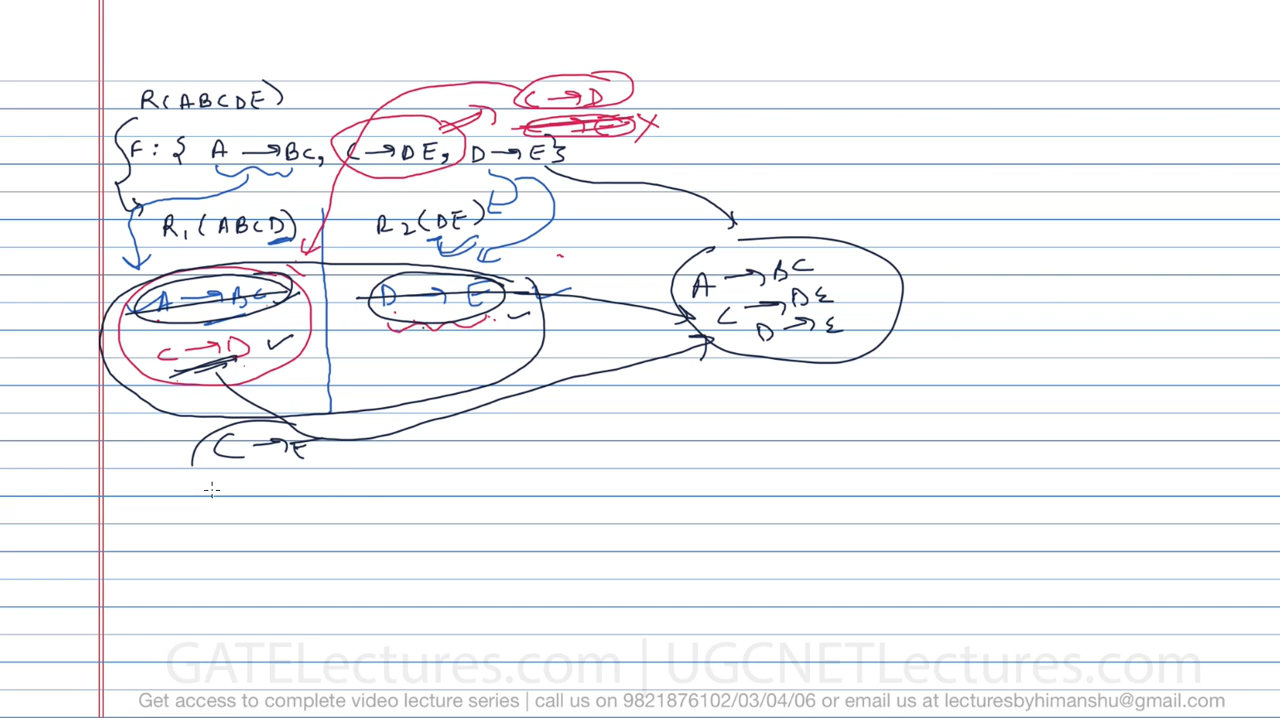 R(ABCDE)
C → D
C → E X
F: { A → BC, C → DE, D → E}
R1(ABCD) R2(DE)
A → BC D → E
C → D
A → BC
C → DE
D → E
C → E
GATELectures.com | UGCNETLectures.com
Get access to complete video lecture series | call us on 9821876102/03/04/06 or email us at lecturesbyhimanshu@gmail.com